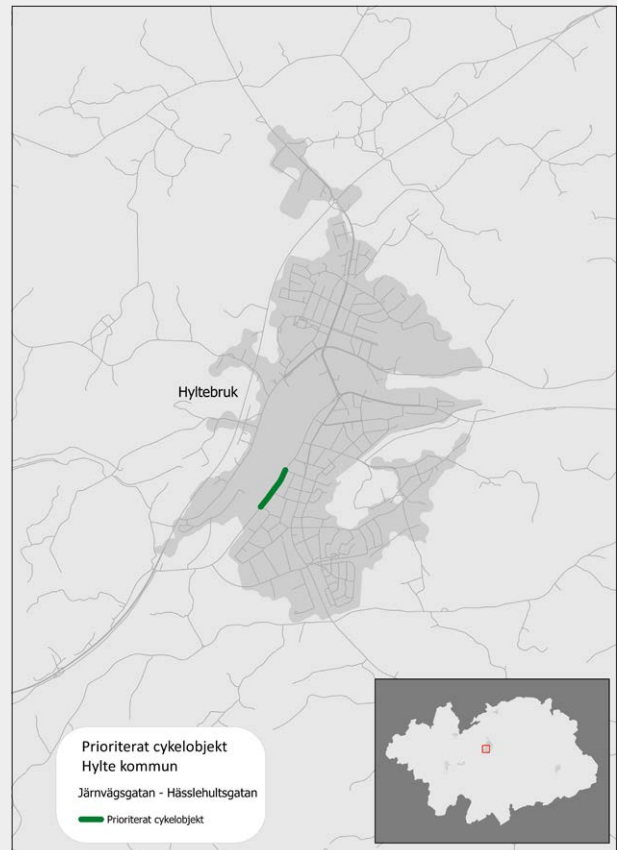 Hyltebruk
Prioriterat cykelobjekt
Hylte kommun
Järnvägsgatan - Hässlehultsgatan
Prioriterat cykelobjekt